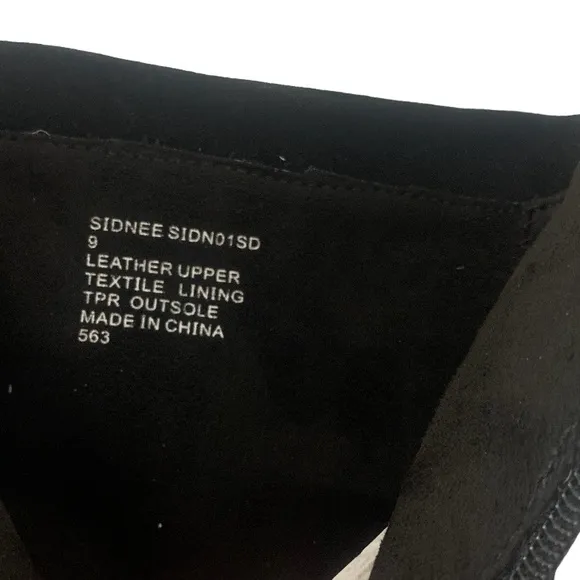 SIDNEE SIDN01SD
9
LEATHER UPPER
TEXTILE LINING
TPR OUTSOLE
MADE IN CHINA
563